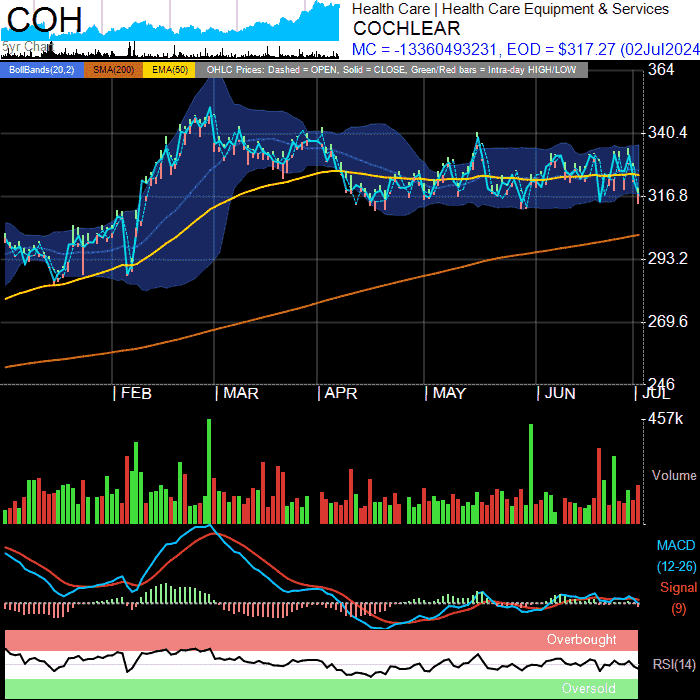 COH
5yr Chart
Health Care | Health Care Equipment & Services
COCHLEAR
MC = -13360493231, EOD = $317.27 (02Jul2024
BollBands(20,2) SMA(200) EMA(50) OHLC Prices: Dashed = OPEN, Solid = CLOSE, Green/Red bars = Intra-day HIGH/LOW
364
340.4
316.8
293.2
269.6
246
| FEB | MAR | APR | MAY | JUN | JUL
457k
Volume
MACD
(12-26)
Signal
(9)
Overbought
RSI(14)
Oversold